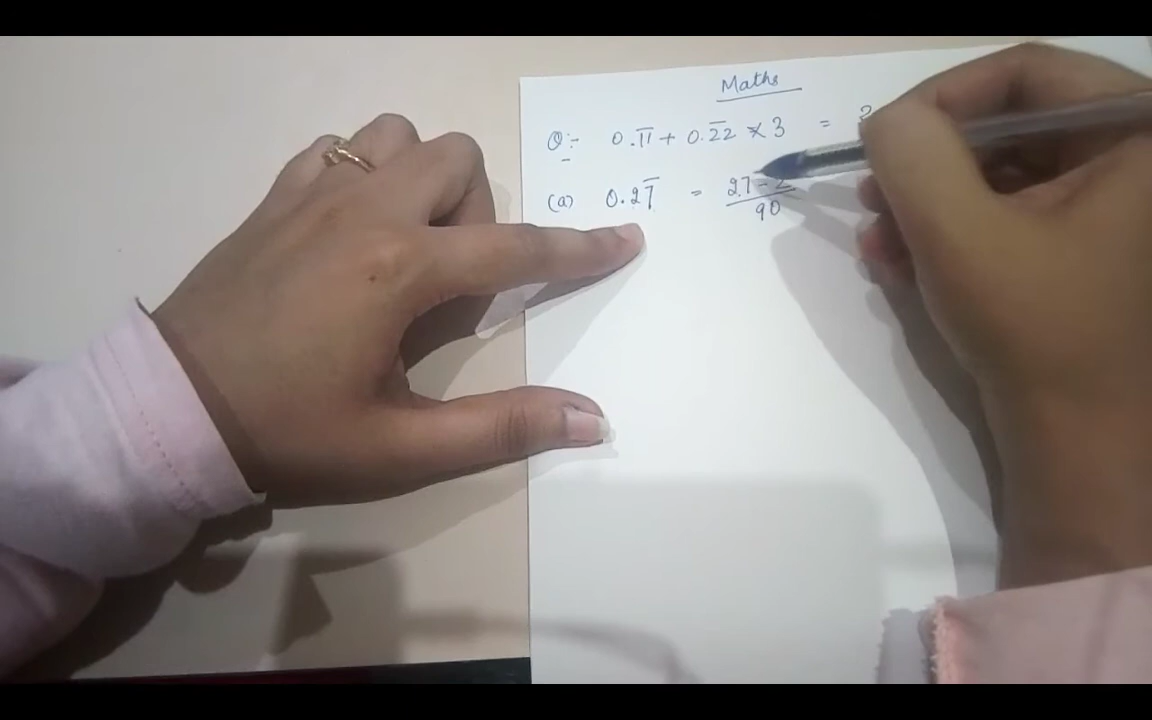 Maths
Q:- 0.1̅1̅ + 0.2̅2̅ × 3 =
(a) 0.27̅ = 27-2/90